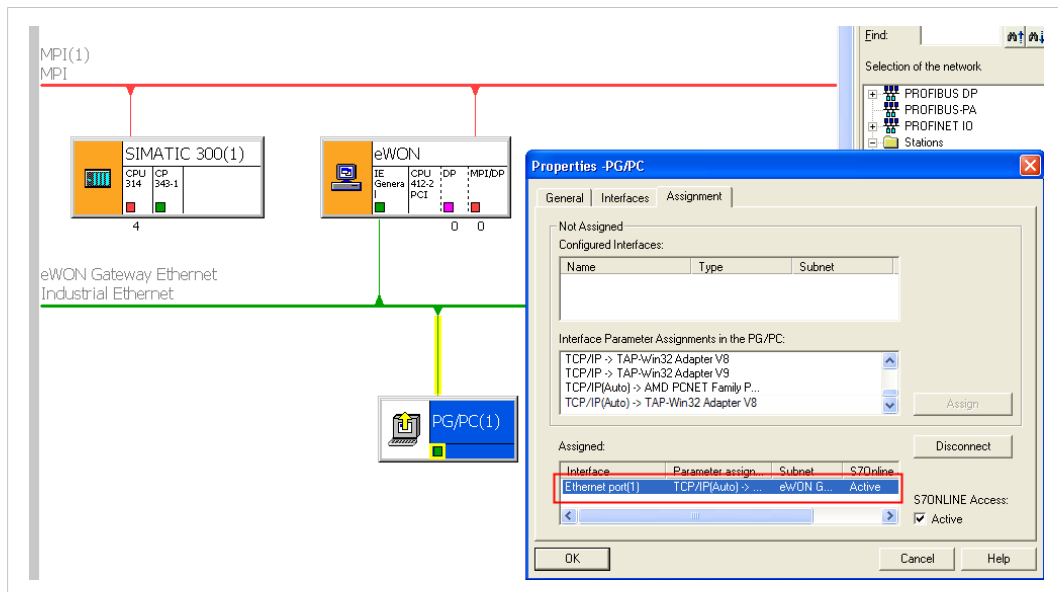 MPI(1)
MPI
SIMATIC 300(1)
CPU 314
CP 343-1
4
eWON
IE General
CPU 412-2 PCI
DP
MPI/DP
0 0
eWON Gateway Ethernet
Industrial Ethernet
PG/PC(1)
Find:
Selection of the network
PROFIBUS DP
PROFIBUS-PA
PROFINET IO
Stations
Properties -PG/PC
General Interfaces Assignment
Not Assigned
Configured Interfaces:
Name Type Subnet
Interface Parameter Assignments in the PG/PC:
TCP/IP -> TAP-Win32 Adapter V8
TCP/IP -> TAP-Win32 Adapter V9
TCP/IP(Auto) -> AMD PCNET Family P...
TCP/IP(Auto) -> TAP-Win32 Adapter V8
Assign
Assigned:
Disconnect
Interface Parameter assign... Subnet S7Online
Ethernet port(1) TCP/IP(Auto) -> ... eWON G... Active
S7ONLINE Access:
Active
OK Cancel Help